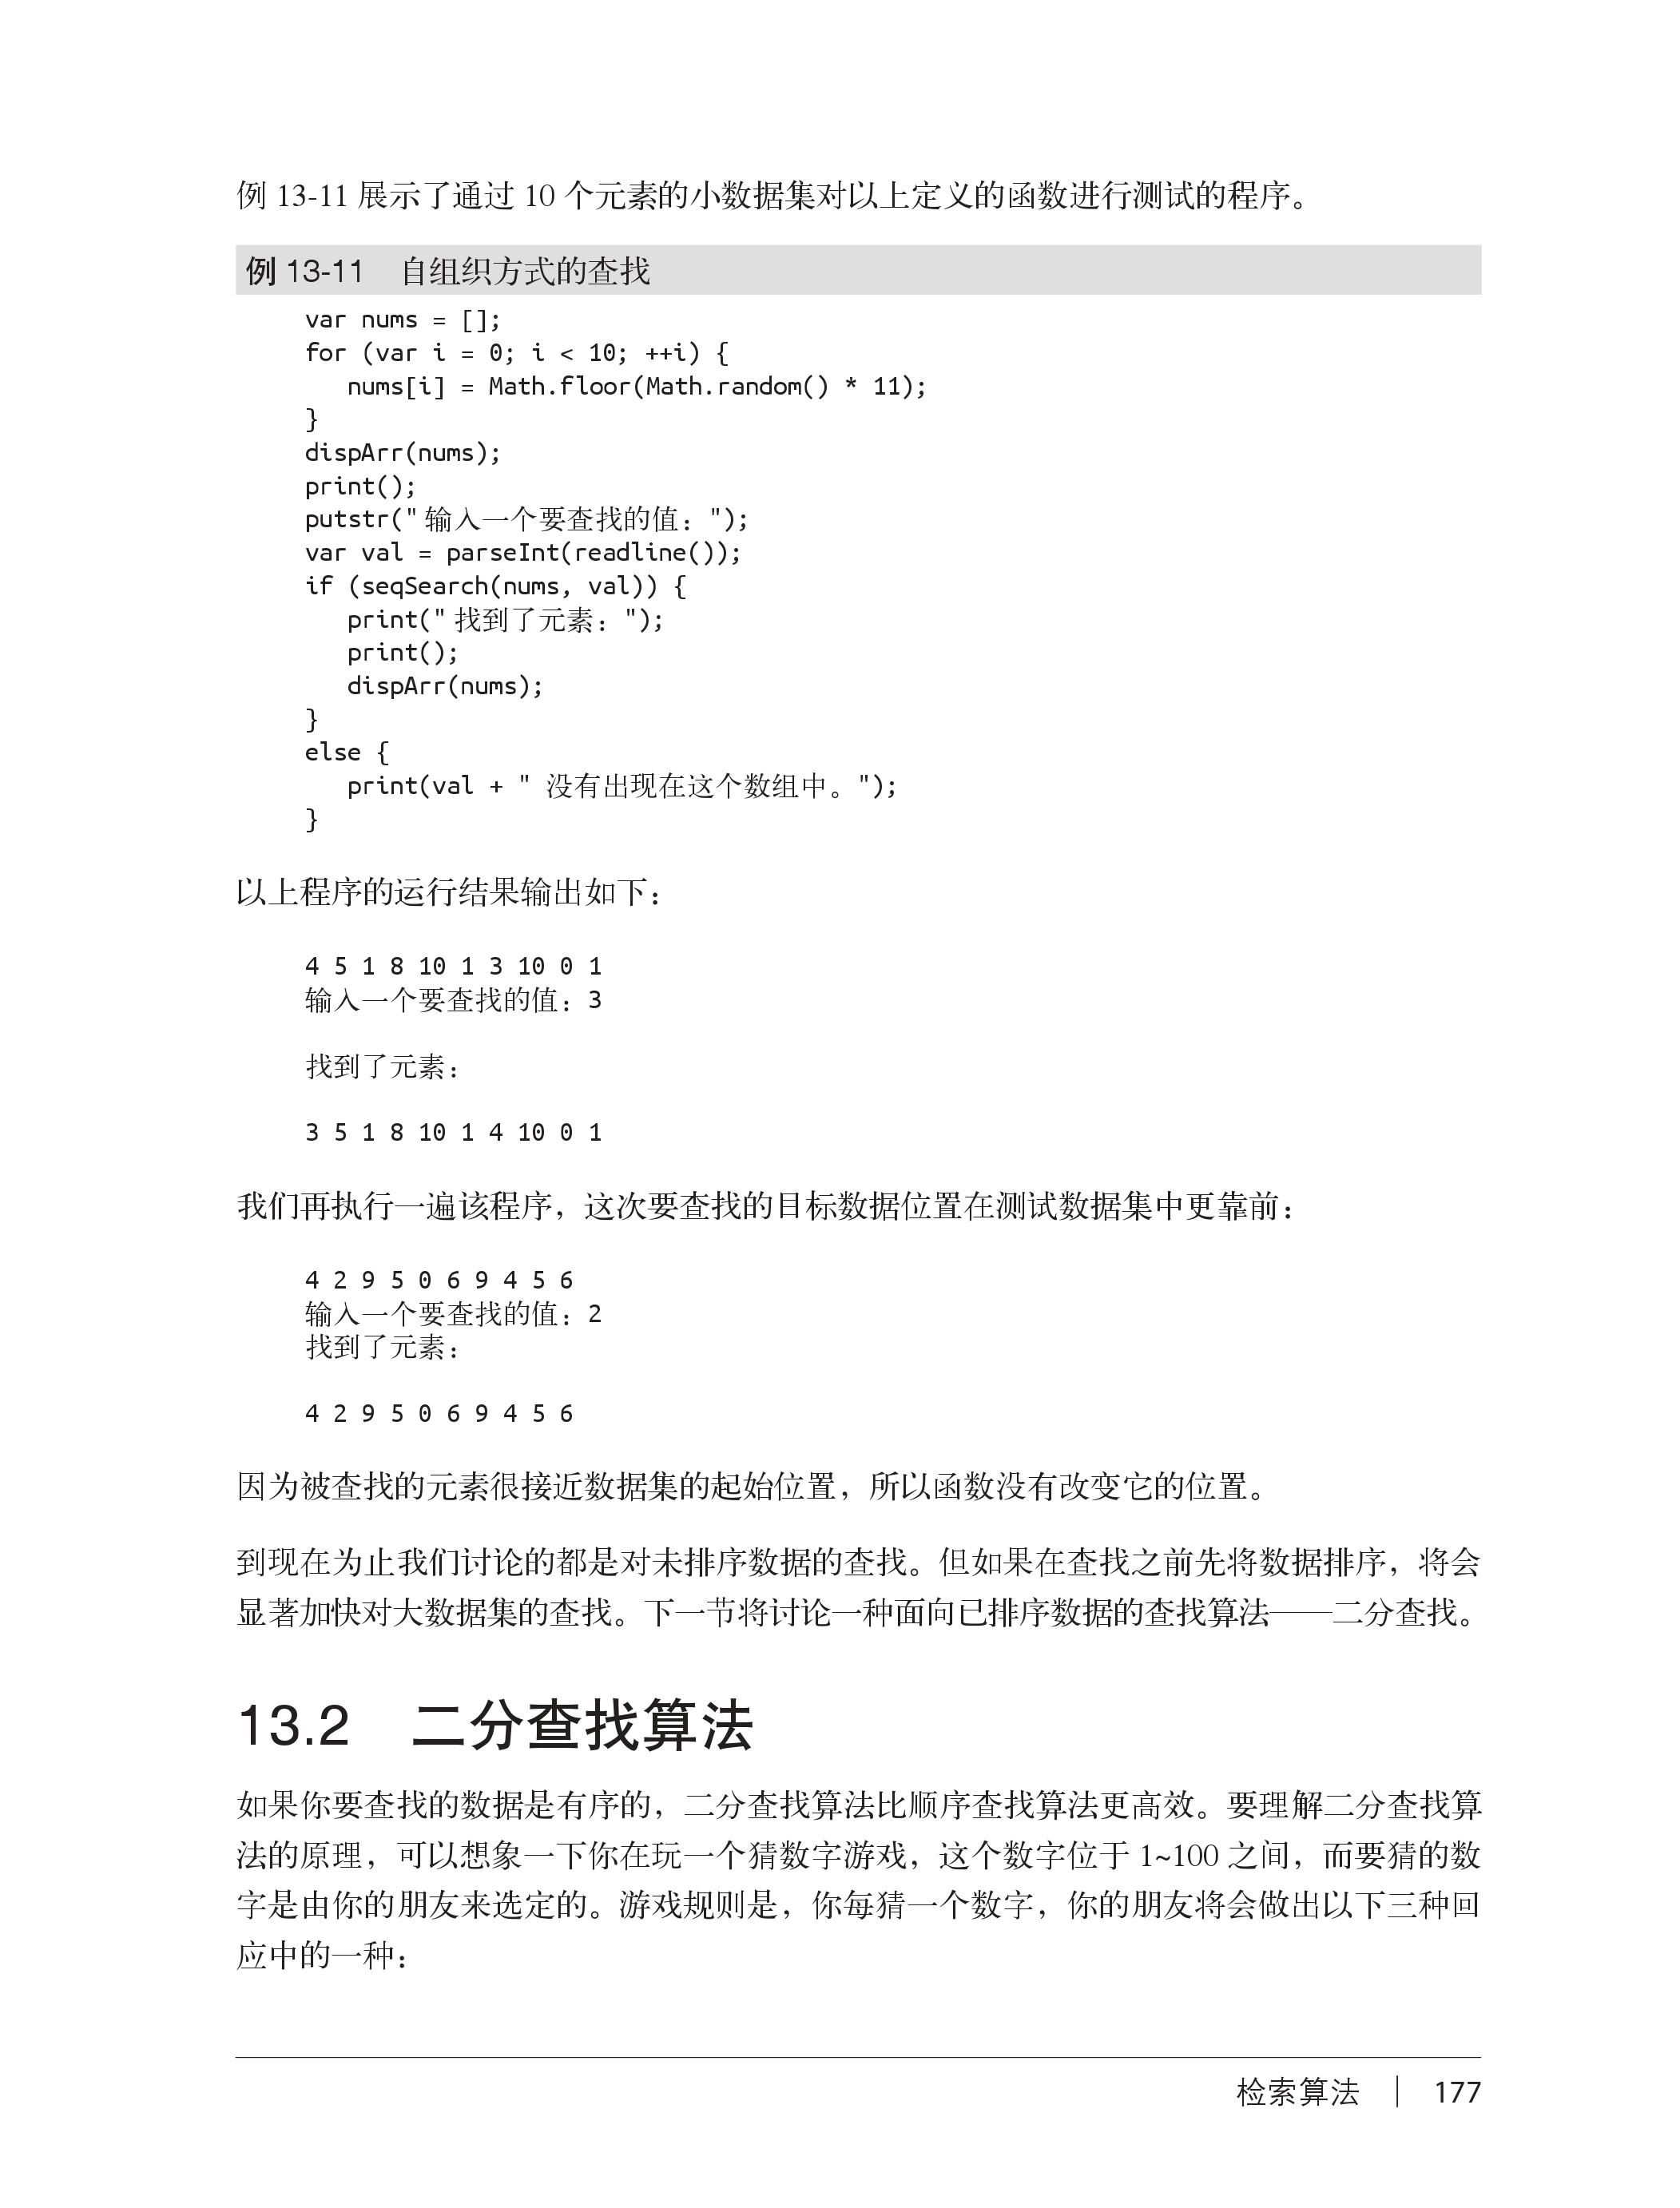 例 13-11 展示了通过 10 个元素的小数据集对以上定义的函数进行测试的程序。
例 13-11 自组织方式的查找
var nums = [];
for (var i = 0; i < 10; ++i) {
   nums[i] = Math.floor(Math.random() * 11);
}
dispArr(nums);
print();
putstr(" 输入一个要查找的值：");
var val = parseInt(readline());
if (seqSearch(nums, val)) {
   print(" 找到了元素：");
   print();
   dispArr(nums);
}
else {
   print(val + " 没有出现在这个数组中。");
}
以上程序的运行结果输出如下：
4 5 1 8 10 1 3 10 0 1
输入一个要查找的值：3
找到了元素：
3 5 1 8 10 1 4 10 0 1
我们再执行一遍该程序，这次要查找的目标数据位置在测试数据集中更靠前：
4 2 9 5 0 6 9 4 5 6
输入一个要查找的值：2
找到了元素：
4 2 9 5 0 6 9 4 5 6
因为被查找的元素很接近数据集的起始位置，所以函数没有改变它的位置。
到现在为止我们讨论的都是对未排序数据的查找。但如果在查找之前先将数据排序，将会
显著加快对大数据集的查找。下一节将讨论一种面向已排序数据的查找算法——二分查找。
13.2 二分查找算法
如果你要查找的数据是有序的，二分查找算法比顺序查找算法更高效。要理解二分查找算
法的原理，可以想象一下你在玩一个猜数字游戏，这个数字位于 1~100 之间，而要猜的数
字是由你的朋友来选定的。游戏规则是，你每猜一个数字，你的朋友将会做出以下三种回
应中的一种：
检索算法 | 177